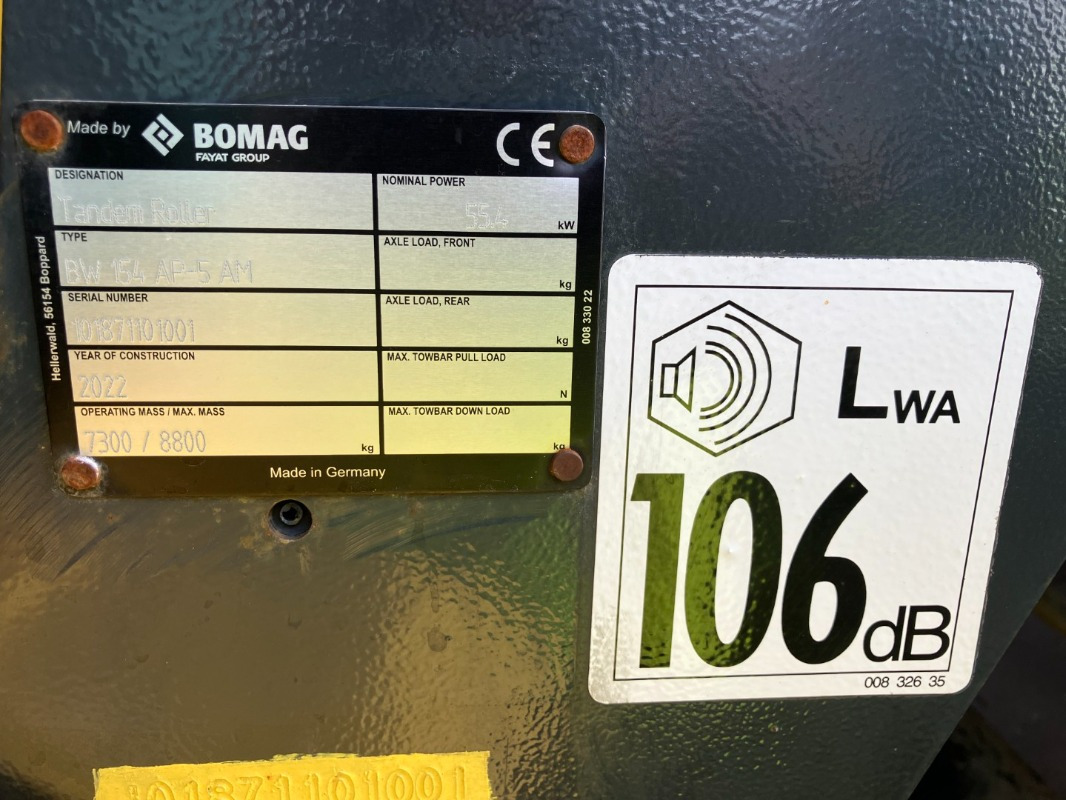 Made by BOMAG CE
FAYAT GROUP
DESIGNATION
Tandem Roller
NOMINAL POWER
55.4 kW
TYPE
BW 154 AP-5 AM
AXLE LOAD, FRONT
kg
SERIAL NUMBER
101871101001
AXLE LOAD, REAR
kg
YEAR OF CONSTRUCTION
2022
MAX. TOWBAR PULL LOAD
N
OPERATING MASS / MAX. MASS
7300 / 8800 kg
MAX. TOWBAR DOWN LOAD
kg
Made in Germany
Hellerwald, 56154 Boppard
008 330 22
LWA
106 dB
008 326 35
101871101001